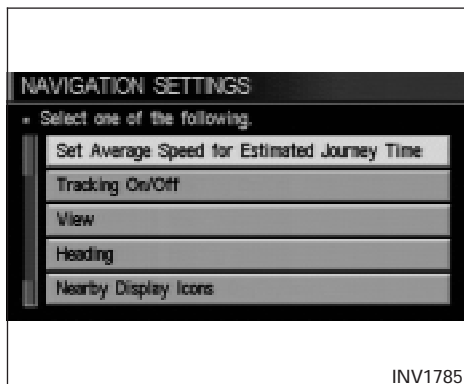 NAVIGATION SETTINGS
Select one of the following.
Set Average Speed for Estimated Journey Time
Tracking On/Off
View
Heading
Nearby Display Icons
INV1785